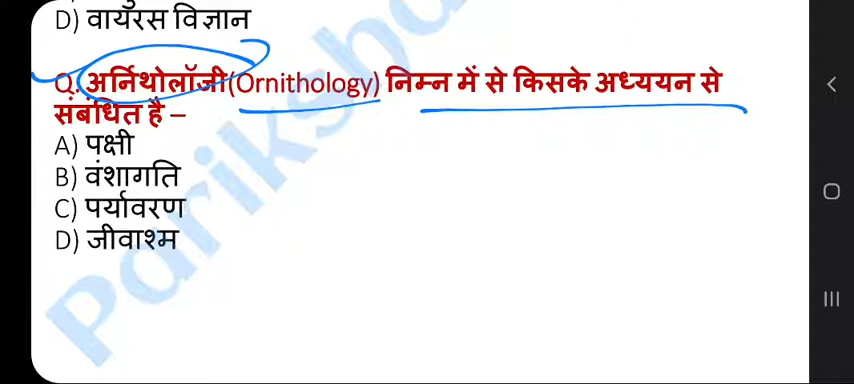 D) वायरस विज्ञान
Q. अर्निथोलॉजी(Ornithology) निम्न में से किसके अध्ययन से
संबंधित है –
A) पक्षी
B) वंशागति
C) पर्यावरण
D) जीवाश्म